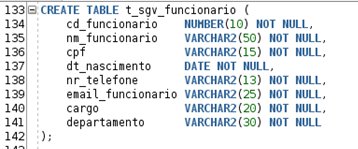 133 CREATE TABLE t_sgv_funcionario (
134 cd_funcionario NUMBER(10) NOT NULL,
135 nm_funcionario VARCHAR2(50) NOT NULL,
136 cpf VARCHAR2(15) NOT NULL,
137 dt_nascimento DATE NOT NULL,
138 nr_telefone VARCHAR2(13) NOT NULL,
139 email_funcionario VARCHAR2(25) NOT NULL,
140 cargo VARCHAR2(20) NOT NULL,
141 departamento VARCHAR2(30) NOT NULL
142 );